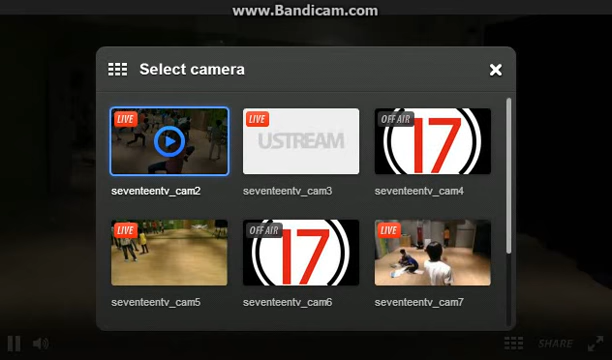 www.Bandicam.com
Select camera
LIVE
LIVE
USTREAM
OFF AIR
17
seventeentv_cam2
seventeentv_cam3
seventeentv_cam4
LIVE
OFF AIR
17
LIVE
seventeentv_cam5
seventeentv_cam6
seventeentv_cam7
SHARE